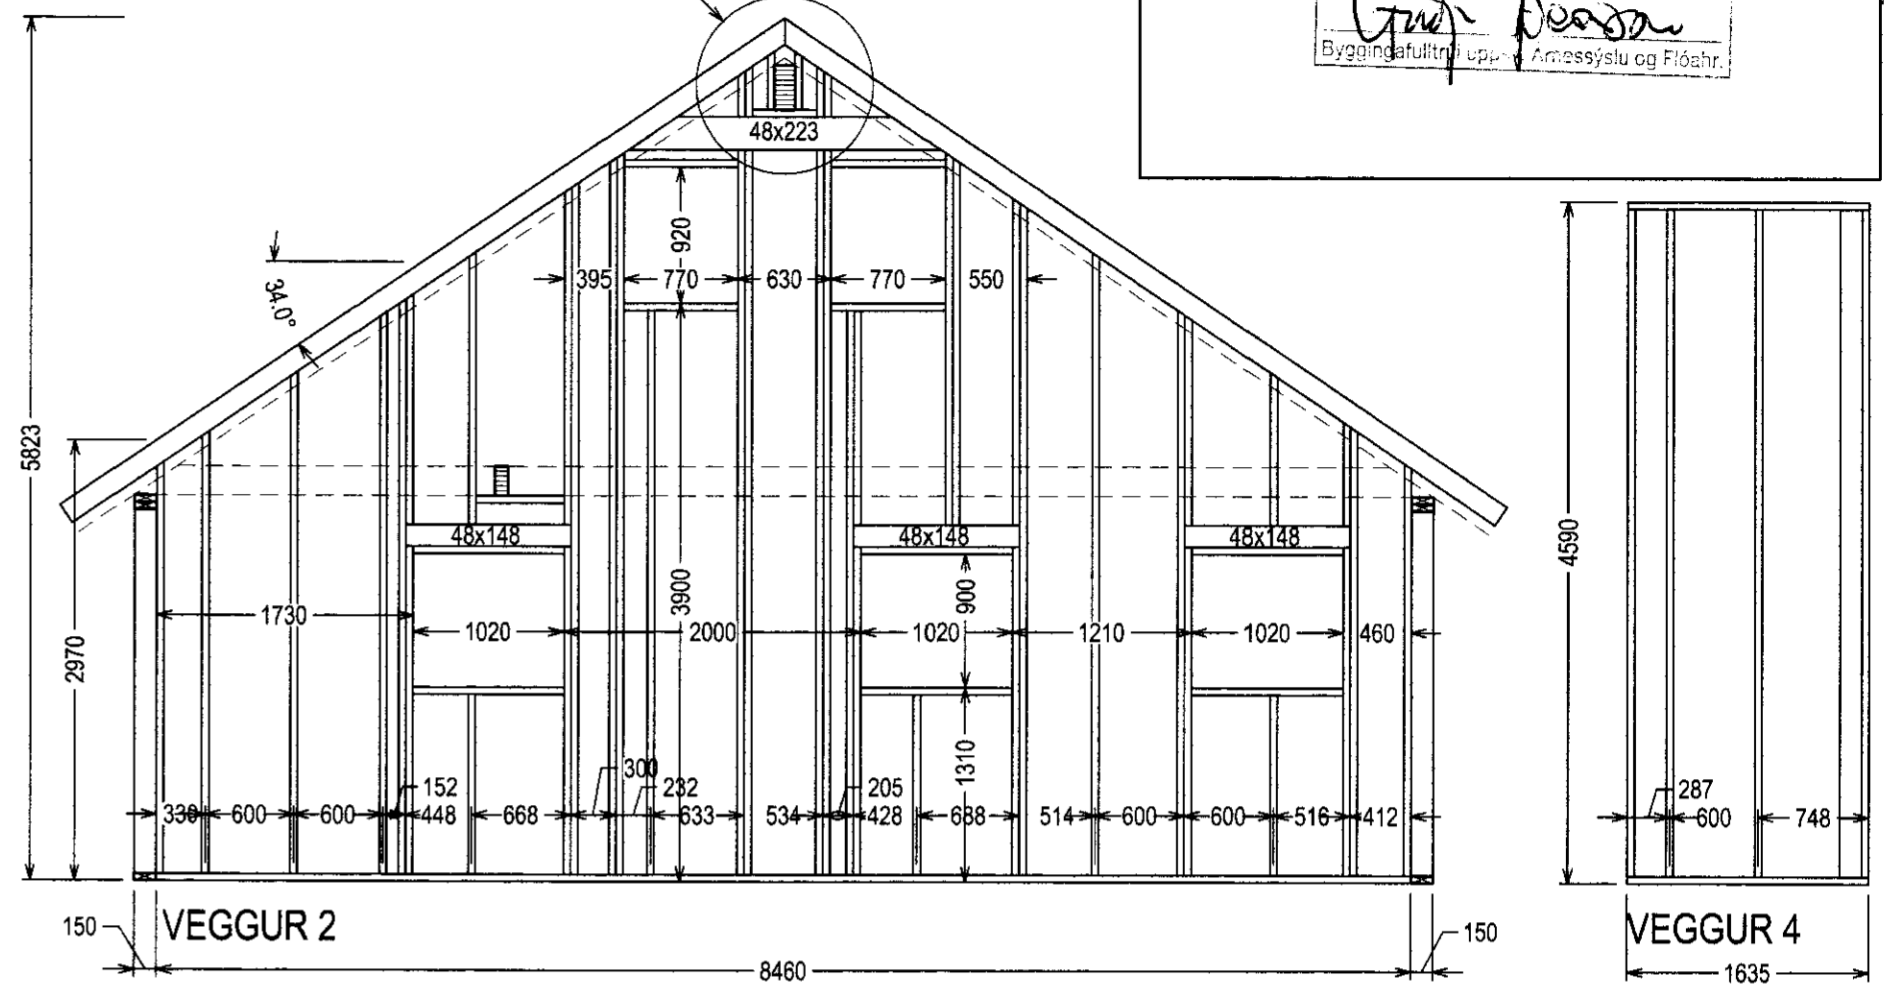 Byggingafulltrúi upps. Árnessýslu og Flóahr.
48x223
5823
2970
34.0°
920
395 770 630 770 550
48x148 48x148 48x148
3900
900
1310
1730 1020 2000 1020 1210 1020 460
300
152 232 205
330 600 600 448 668 633 534 428 688 514 600 600 516 412
150 VEGGUR 2 150
8460
4590
287
600 748
VEGGUR 4
1635